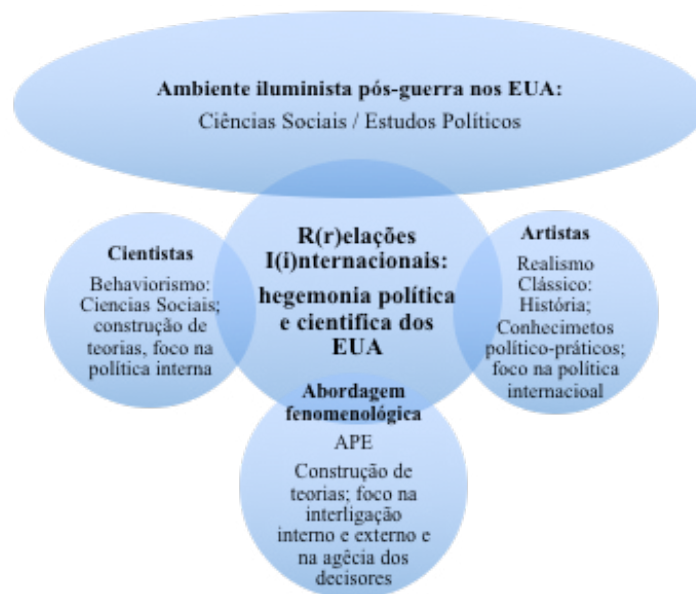 Ambiente iluminista pós-guerra nos EUA:
Ciências Sociais / Estudos Políticos
R(r)elações
I(i)nternacionais:
hegemonia política
e cientifica dos
EUA
Cientistas
Behaviorismo:
Ciencias Sociais;
construção de
teorias, foco na
política interna
Artistas
Realismo
Clássico:
História;
Conhecimetos
político-práticos;
foco na política
internacioal
Abordagem
fenomenológica
APE
Construção de
teorias; foco na
interligação
interno e externo e
na agêcia dos
decisores